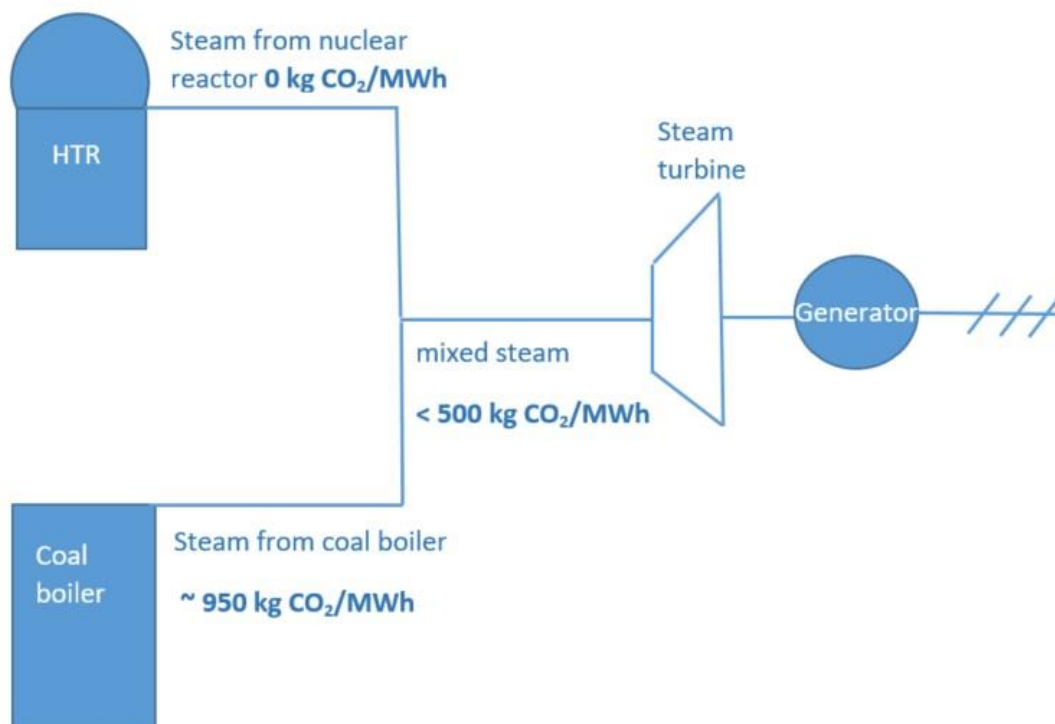 Steam from nuclear
reactor 0 kg CO₂/MWh
HTR
Steam
turbine
Generator
mixed steam
< 500 kg CO₂/MWh
Coal
boiler
Steam from coal boiler
~ 950 kg CO₂/MWh